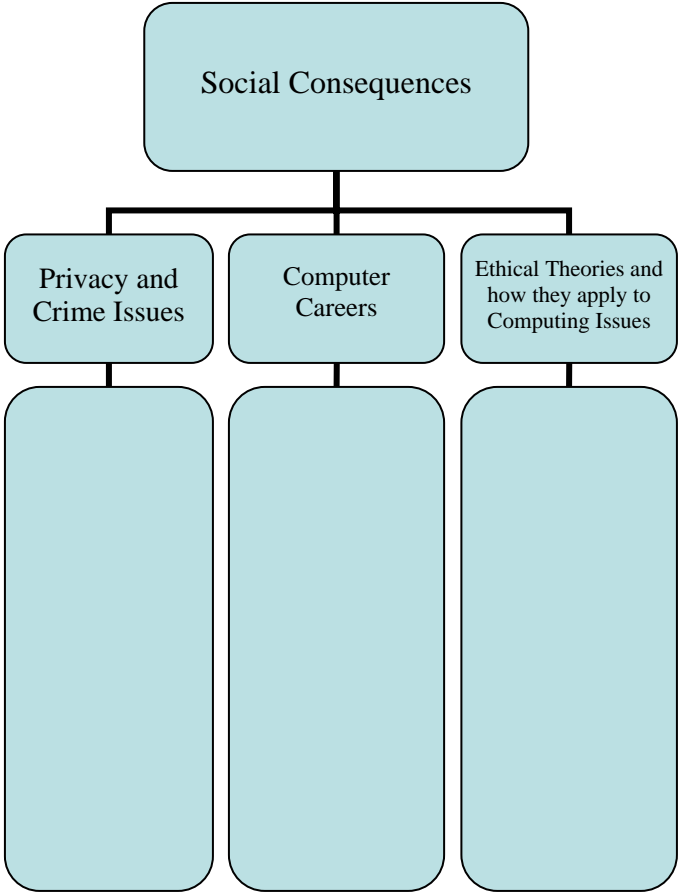 Social Consequences
Privacy and
Crime Issues
Computer
Careers
Ethical Theories and
how they apply to
Computing Issues